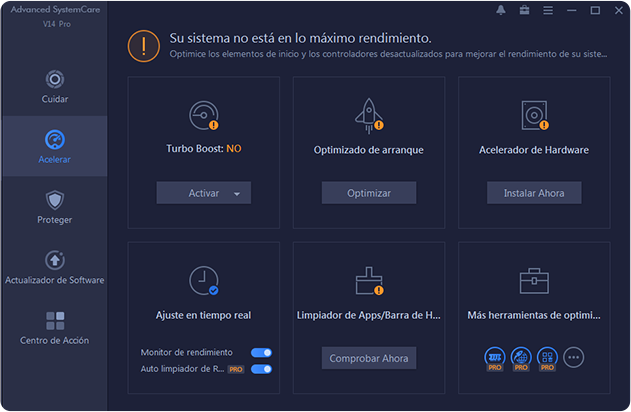 Advanced SystemCare
V14 Pro
Su sistema no está en lo máximo rendimiento.
Optimice los elementos de inicio y los controladores desactualizados para mejorar el rendimiento de su siste...
Cuidar
Acelerar
Proteger
Actualizador de Software
Centro de Acción
Turbo Boost: NO
Activar
Optimizado de arranque
Optimizar
Acelerador de Hardware
Instalar Ahora
Ajuste en tiempo real
Monitor de rendimiento
Auto limpiador de R... PRO
Limpiador de Apps/Barra de H...
Comprobar Ahora
Más herramientas de optimi...
PRO PRO PRO